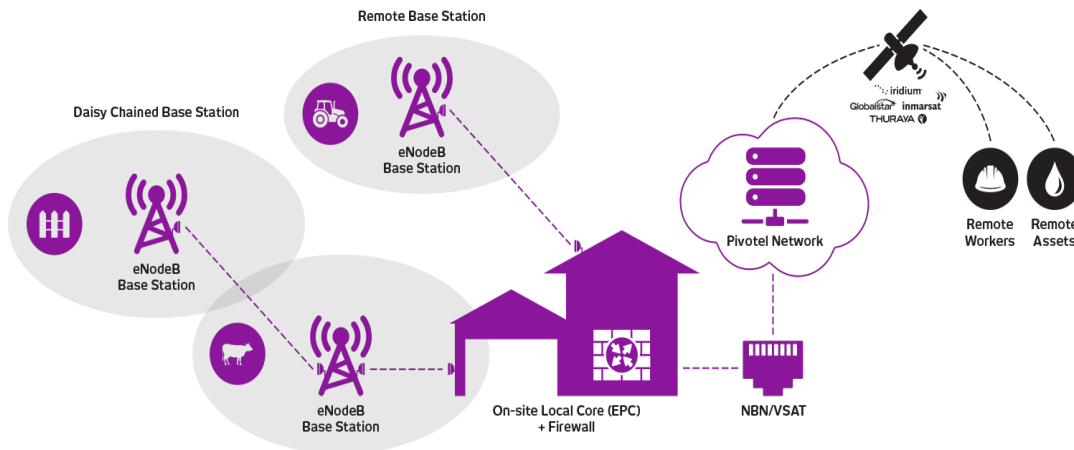 Remote Base Station
Daisy Chained Base Station
eNodeB
Base Station
eNodeB
Base Station
eNodeB
Base Station
On-site Local Core (EPC)
+ Firewall
NBN/VSAT
Pivotel Network
iridium
Globalstar
inmarsat
THURAYA
Remote
Workers
Remote
Assets